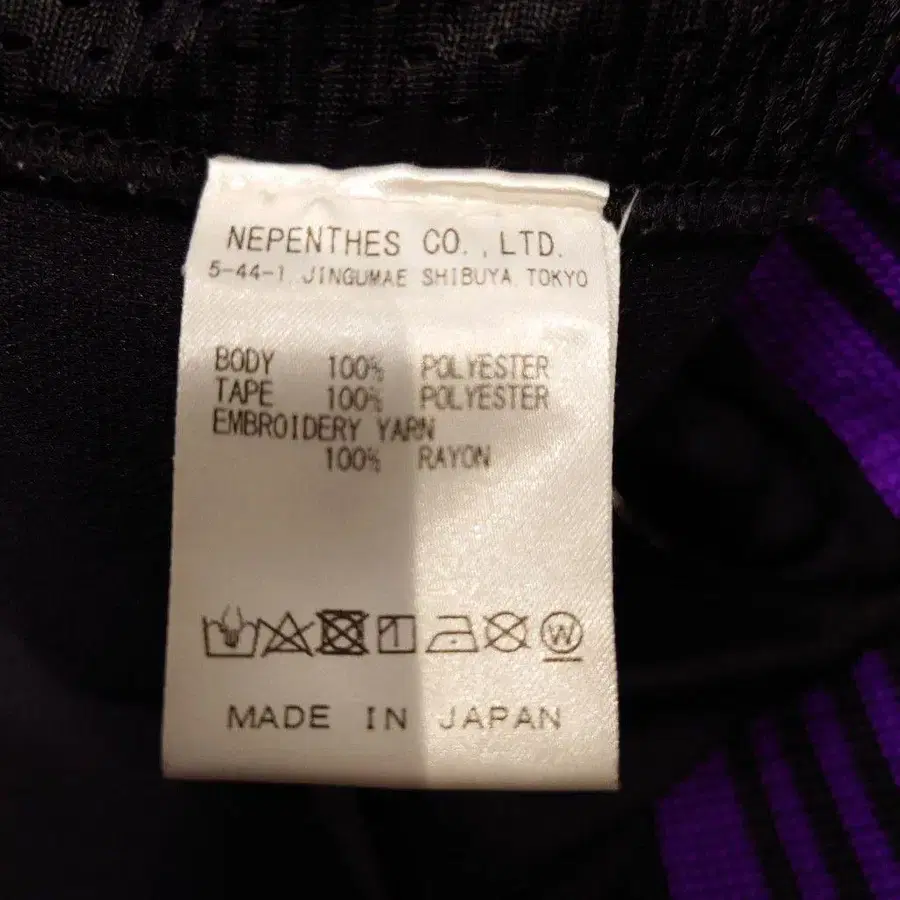 NEPENTHES CO., LTD.
5-44-1 JINGUMAE SHIBUYA TOKYO
BODY 100% POLYESTER
TAPE 100% POLYESTER
EMBROIDERY YARN
100% RAYON
W
MADE IN JAPAN